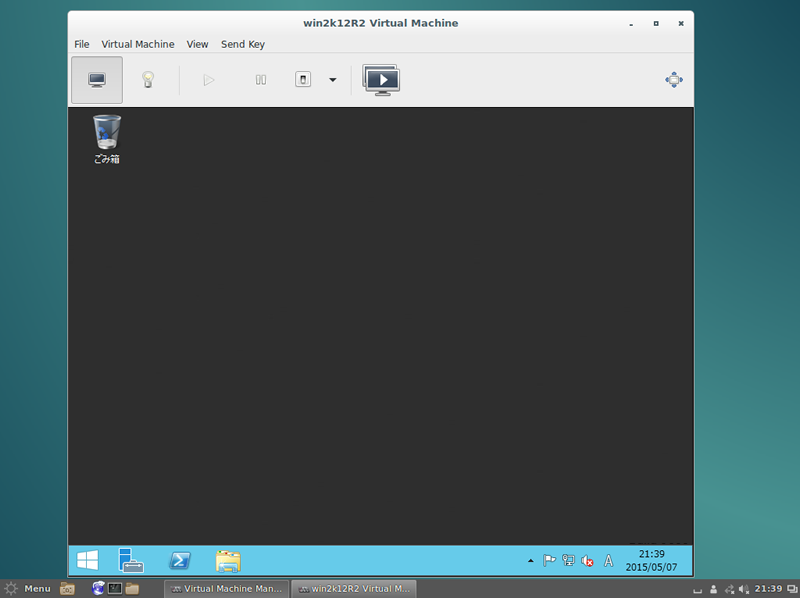 win2k12R2 Virtual Machine
File Virtual Machine View Send Key
ごみ箱
A
21:39
2015/05/07
Menu Virtual Machine Man... win2k12R2 Virtual M... 21:39